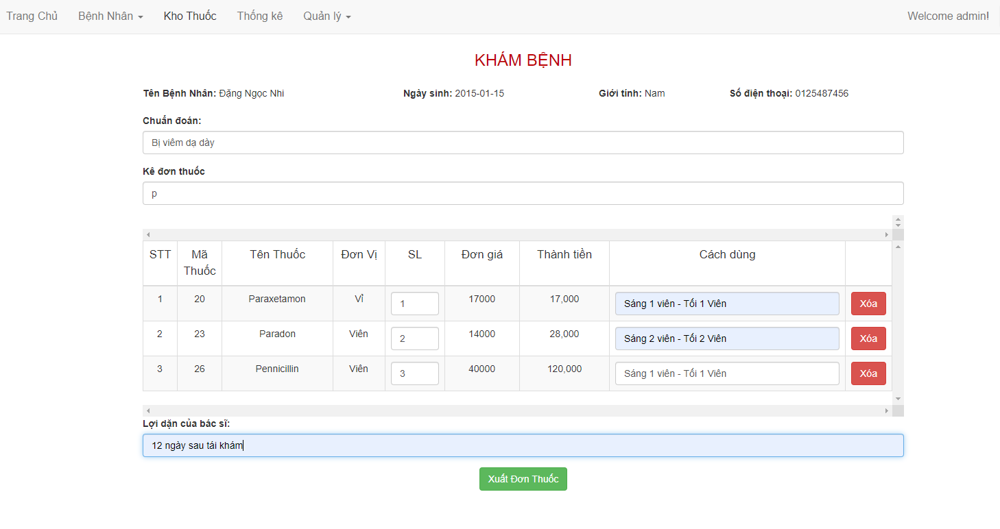 Trang Chủ Bệnh Nhân Kho Thuốc Thống kê Quản lý Welcome admin!
KHÁM BỆNH
Tên Bệnh Nhân: Đặng Ngọc Nhi Ngày sinh: 2015-01-15 Giới tính: Nam Số điện thoại: 0125487456
Chuẩn đoán:
Bị viêm dạ dày
Kê đơn thuốc
p
STT Mã Thuốc Tên Thuốc Đơn Vị SL Đơn giá Thành tiền Cách dùng
1 20 Paraxetamon Vỉ 1 17000 17,000 Sáng 1 viên - Tối 1 Viên Xóa
2 23 Paradon Viên 2 14000 28,000 Sáng 2 viên - Tối 2 Viên Xóa
3 26 Pennicillin Viên 3 40000 120,000 Sáng 1 viên - Tối 1 Viên Xóa
Lợi dặn của bác sĩ:
12 ngày sau tái khám
Xuất Đơn Thuốc